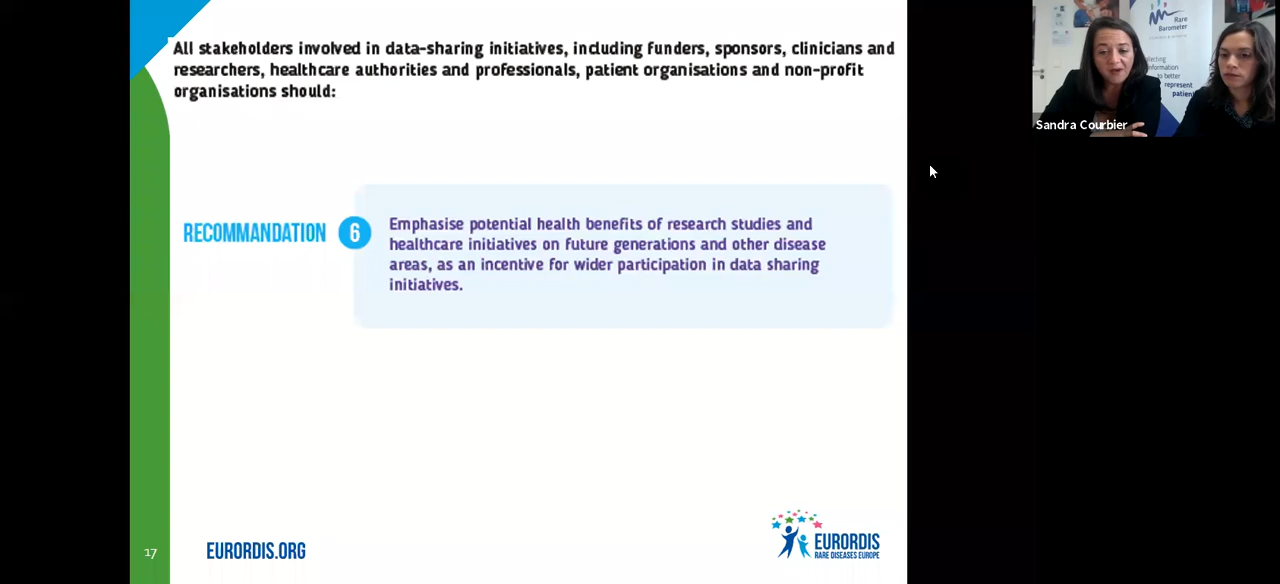 All stakeholders involved in data-sharing initiatives, including funders, sponsors, clinicians and
researchers, healthcare authorities and professionals, patient organisations and non-profit
organisations should:
RECOMMANDATION 6
Emphasise potential health benefits of research studies and
healthcare initiatives on future generations and other disease
areas, as an incentive for wider participation in data sharing
initiatives.
17
EURORDIS.ORG
EURORDIS
RARE DISEASES EUROPE
Rare
Barometer
to better
represent
Sandra Courbier